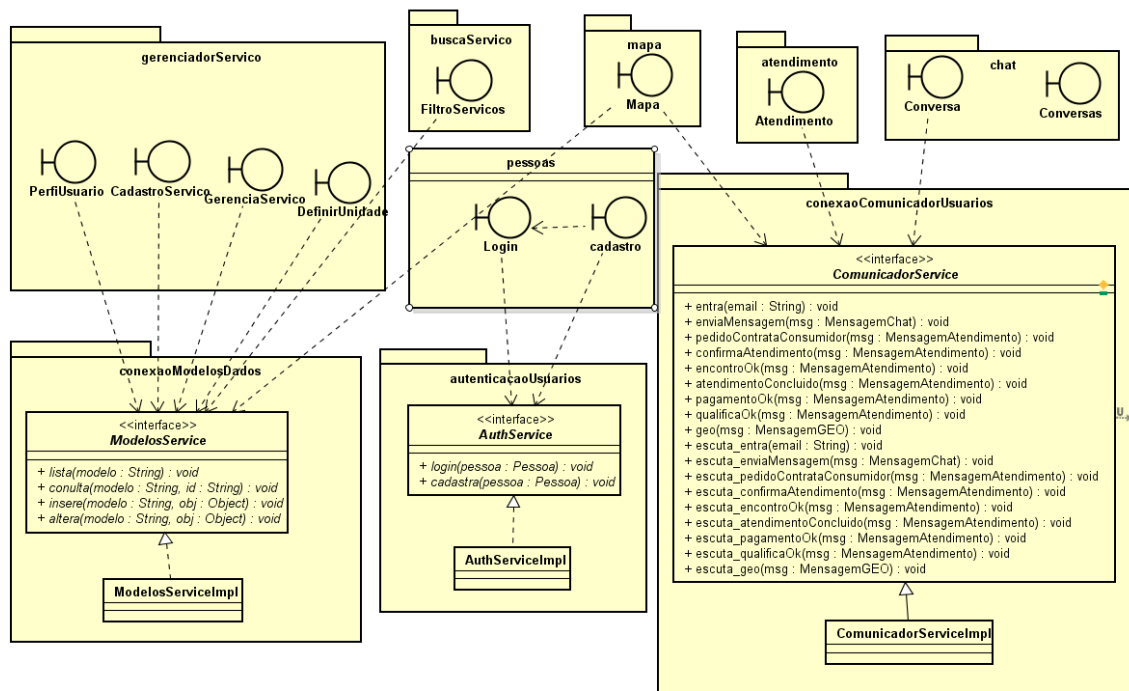 gerenciadorServico
PerfiUsuario
CadastroServico
GerenciaServico
DefinirUnidade
buscaServico
FiltroServicos
mapa
Mapa
atendimento
Atendimento
chat
Conversa
Conversas
pessoas
Login
cadastro
conexaoModelosDados
<<interface>>
ModelosService
+ lista(modelo : String) : void
+ conulta(modelo : String, id : String) : void
+ insere(modelo : String, obj : Object) : void
+ altera(modelo : String, obj : Object) : void
ModelosServiceImpl
autenticaçaoUsuarios
<<interface>>
AuthService
+ login(pessoa : Pessoa) : void
+ cadastra(pessoa : Pessoa) : void
AuthServiceImpl
conexaoComunicadorUsuarios
<<interface>>
ComunicadorService
+ entra(email : String) : void
+ enviaMensagem(msg : MensagemChat) : void
+ pedidoContrataConsumidor(msg : MensagemAtendimento) : void
+ confirmaAtendimento(msg : MensagemAtendimento) : void
+ encontroOk(msg : MensagemAtendimento) : void
+ atendimentoConcluido(msg : MensagemAtendimento) : void
+ pagamentoOk(msg : MensagemAtendimento) : void
+ qualificaOk(msg : MensagemAtendimento) : void
+ geo(msg : MensagemGEO) : void
+ escuta_entra(email : String) : void
+ escuta_enviaMensagem(msg : MensagemChat) : void
+ escuta_pedidoContrataConsumidor(msg : MensagemAtendimento) : void
+ escuta_confirmaAtendimento(msg : MensagemAtendimento) : void
+ escuta_encontroOk(msg : MensagemAtendimento) : void
+ escuta_atendimentoConcluido(msg : MensagemAtendimento) : void
+ escuta_pagamentoOk(msg : MensagemAtendimento) : void
+ escuta_qualificaOk(msg : MensagemAtendimento) : void
+ escuta_geo(msg : MensagemGEO) : void
ComunicadorServiceImpl
U